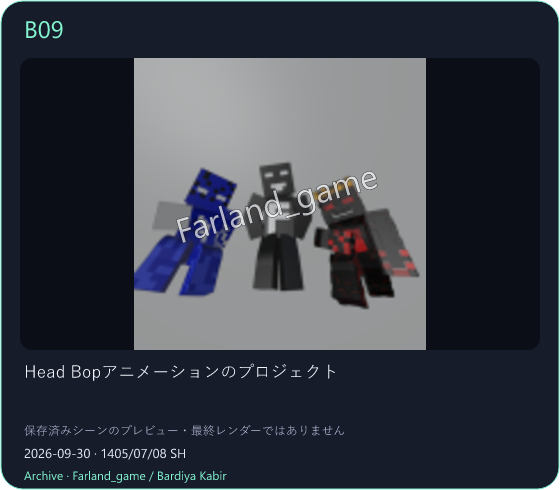 B09
Farland_game
Head Bopアニメーションのプロジェクト
保存済みシーンのプレビュー・最終レンダーではありません
2026-09-30 · 1405/07/08 SH
Archive · Farland_game / Bardiya Kabir